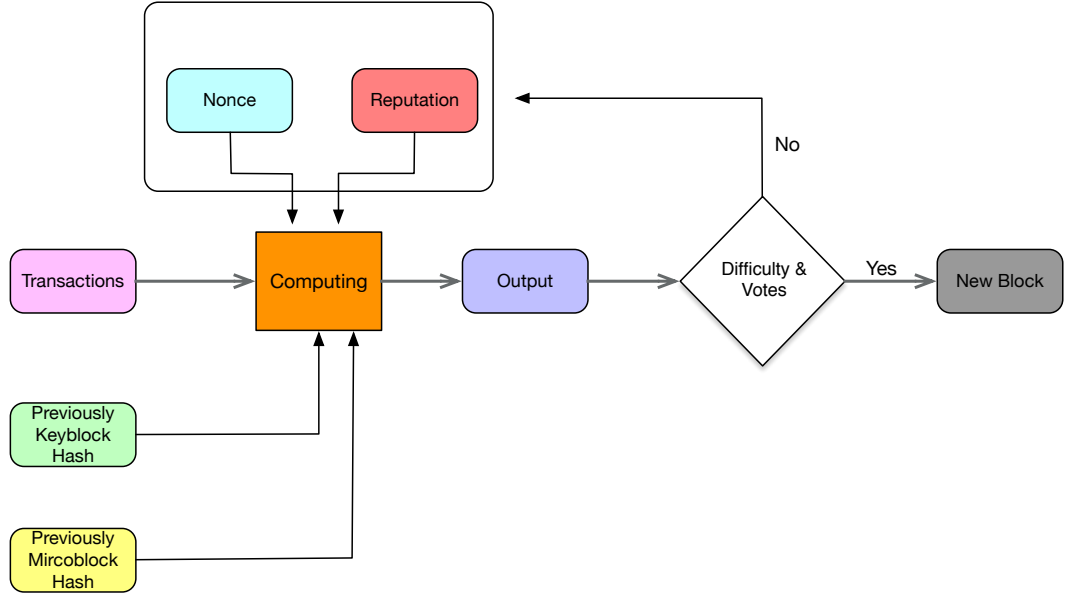 Nonce
Reputation
No
Transactions
Computing
Output
Difficulty &
Votes
Yes
New Block
Previously
Keyblock
Hash
Previously
Mircoblock
Hash